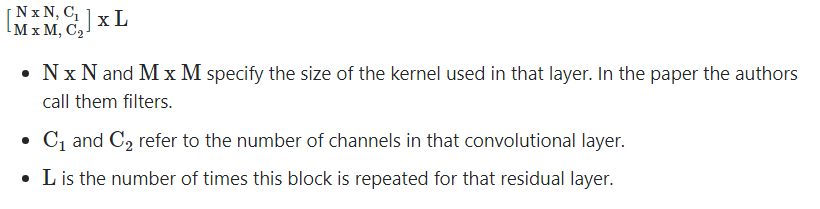 [N x N, C₁
M x M, C₂] x L
• N x N and M x M specify the size of the kernel used in that layer. In the paper the authors
call them filters.
• C₁ and C₂ refer to the number of channels in that convolutional layer.
• L is the number of times this block is repeated for that residual layer.